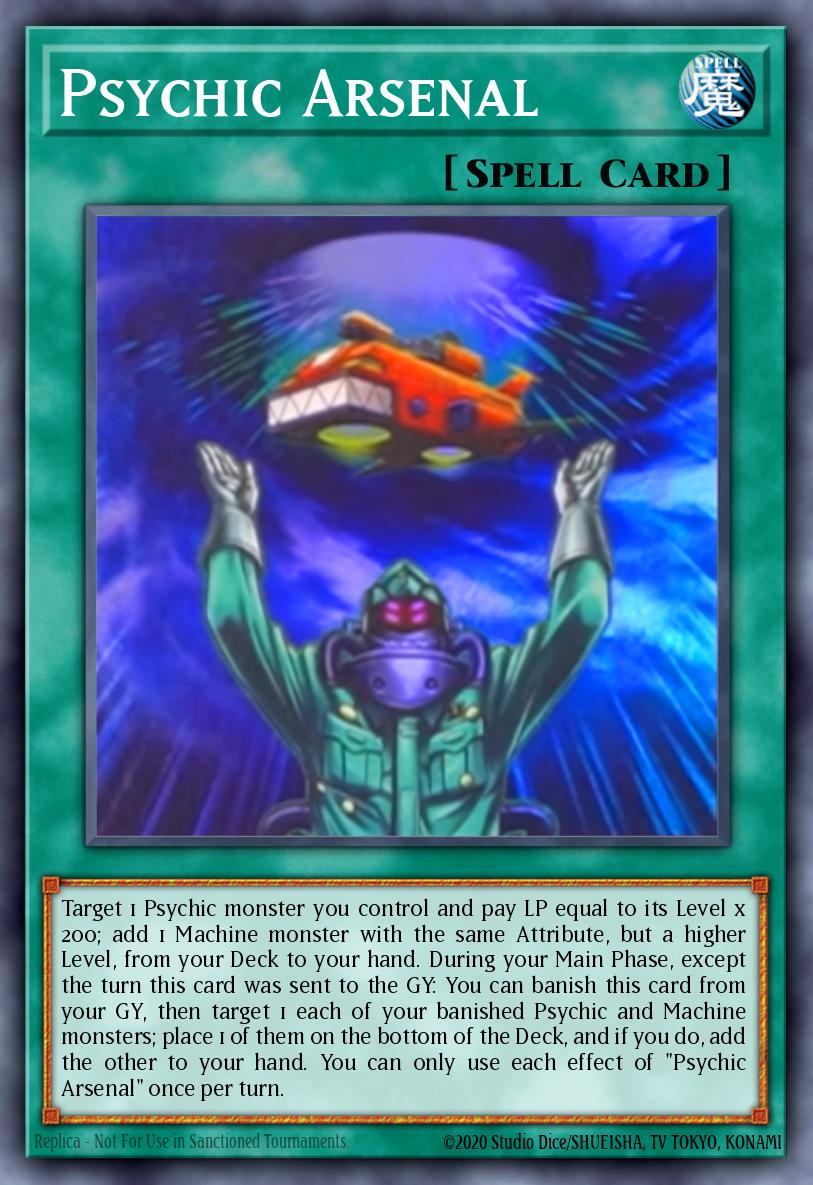 Psychic Arsenal
SPELL
魔
[Spell Card]
Target 1 Psychic monster you control and pay LP equal to its Level x
200; add 1 Machine monster with the same Attribute, but a higher
Level, from your Deck to your hand. During your Main Phase, except
the turn this card was sent to the GY: You can banish this card from
your GY, then target 1 each of your banished Psychic and Machine
monsters; place 1 of them on the bottom of the Deck, and if you do, add
the other to your hand. You can only use each effect of "Psychic
Arsenal" once per turn.
Replica - Not For Use in Sanctioned Tournaments.
©2020 Studio Dice/SHUEISHA, TV TOKYO, KONAMI